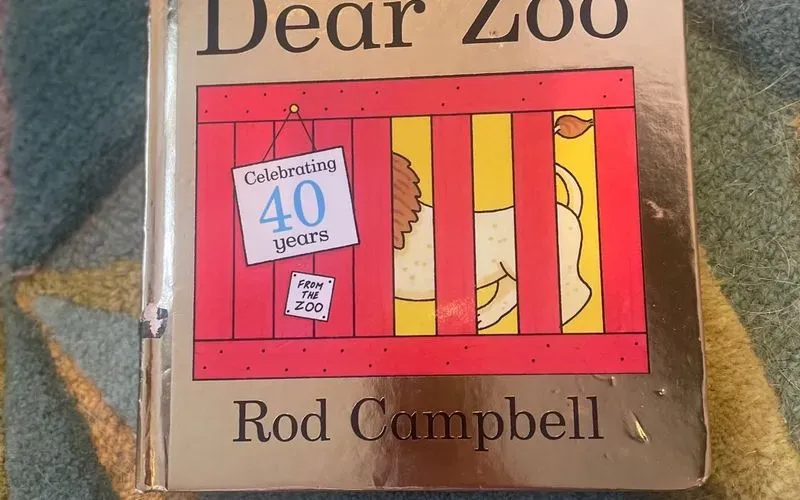 Dear Zoo
Celebrating
40
years
FROM
THE
ZOO
Rod Campbell